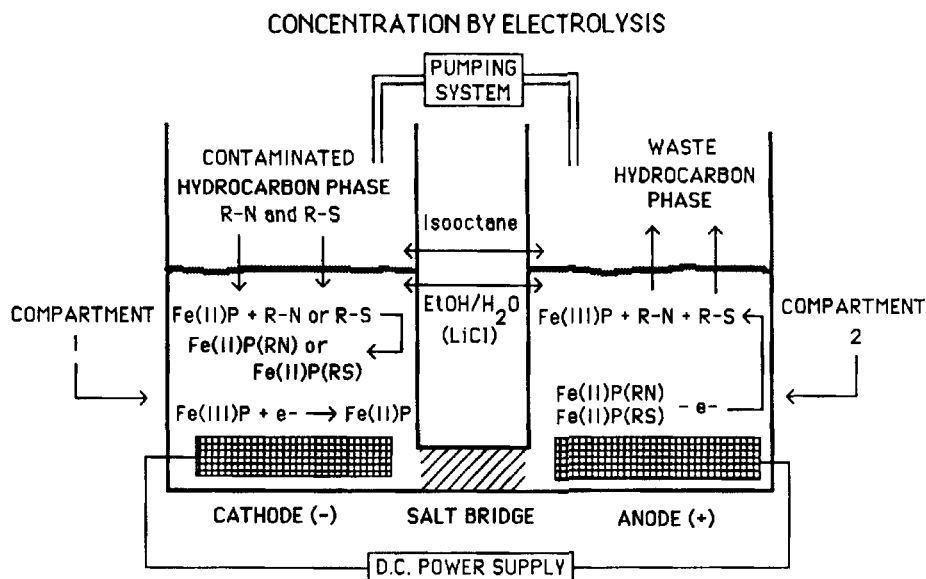 CONCENTRATION BY ELECTROLYSIS
PUMPING
SYSTEM
CONTAMINATED
HYDROCARBON PHASE
R-N and R-S
WASTE
HYDROCARBON
PHASE
Isooctane
EtOH/H₂O
(LiCl)
COMPARTMENT
1
Fe(II)P + R-N or R-S
Fe(II)P(RN) or
Fe(II)P(RS)
Fe(III)P + e- → Fe(II)P
Fe(III)P + R-N + R-S
Fe(II)P(RN)
Fe(II)P(RS)
- e-
COMPARTMENT
2
CATHODE (-)
SALT BRIDGE
ANODE (+)
D.C. POWER SUPPLY